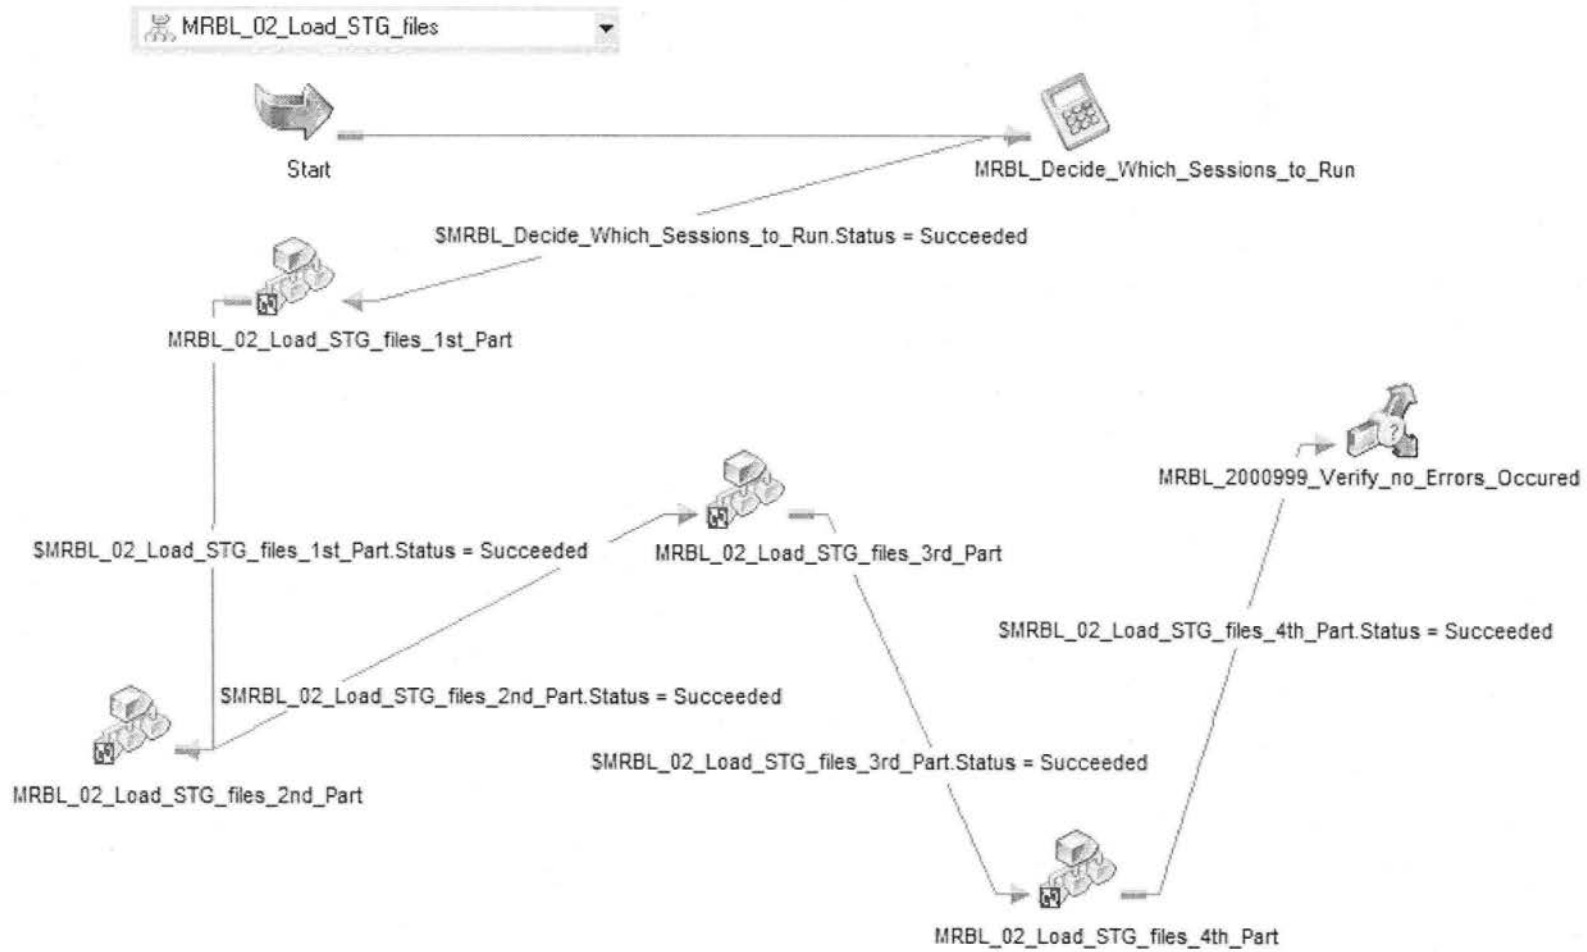 MRBL_02_Load_STG_files
Start
MRBL_Decide_Which_Sessions_to_Run
$MRBL_Decide_Which_Sessions_to_Run.Status = Succeeded
MRBL_02_Load_STG_files_1st_Part
MRBL_2000999_Verify_no_Errors_Occured
$MRBL_02_Load_STG_files_1st_Part.Status = Succeeded
MRBL_02_Load_STG_files_3rd_Part
$MRBL_02_Load_STG_files_4th_Part.Status = Succeeded
$MRBL_02_Load_STG_files_2nd_Part.Status = Succeeded
$MRBL_02_Load_STG_files_3rd_Part.Status = Succeeded
MRBL_02_Load_STG_files_2nd_Part
MRBL_02_Load_STG_files_4th_Part